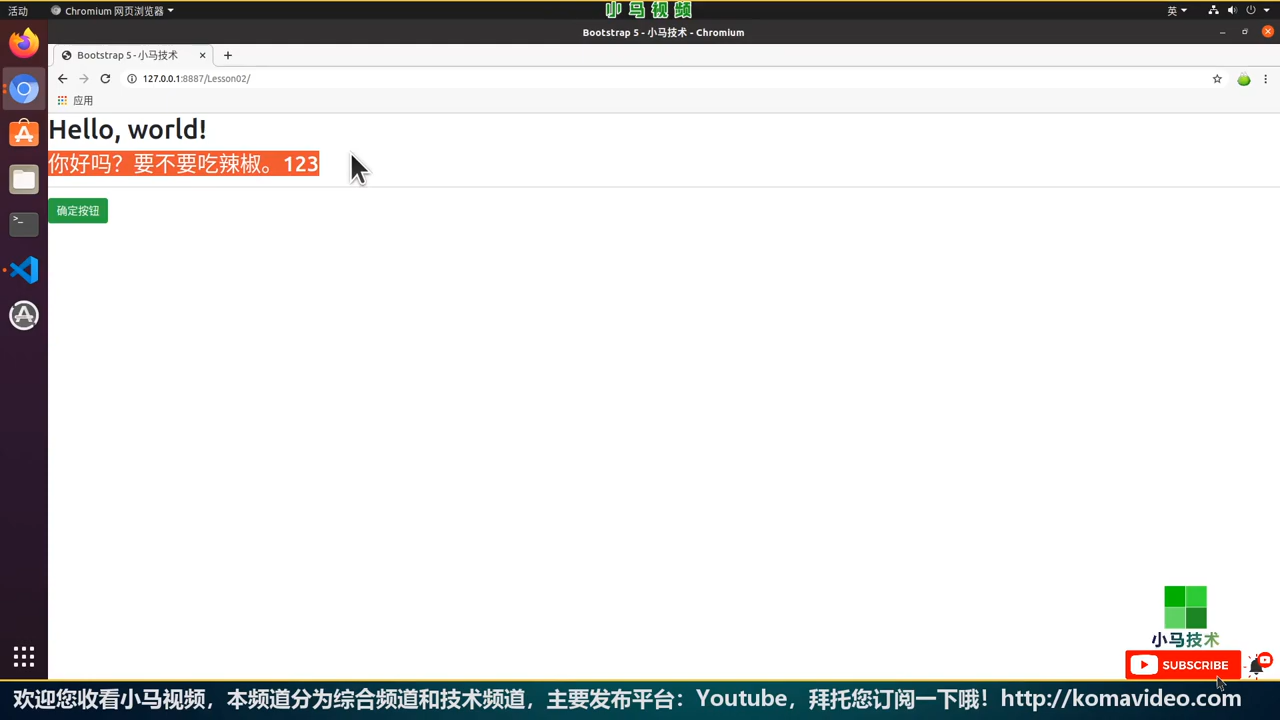 活动
Chromium 网页浏览器
小马视频
英
Bootstrap 5 - 小马技术 - Chromium
Bootstrap 5 - 小马技术
127.0.0.1:8887/Lesson02/
应用
Hello, world!
你好吗？要不要吃辣椒。123
确定按钮
小马技术
SUBSCRIBE
欢迎您收看小马视频，本频道分为综合频道和技术频道，主要发布平台：Youtube，拜托您订阅一下哦！http://komavideo.com